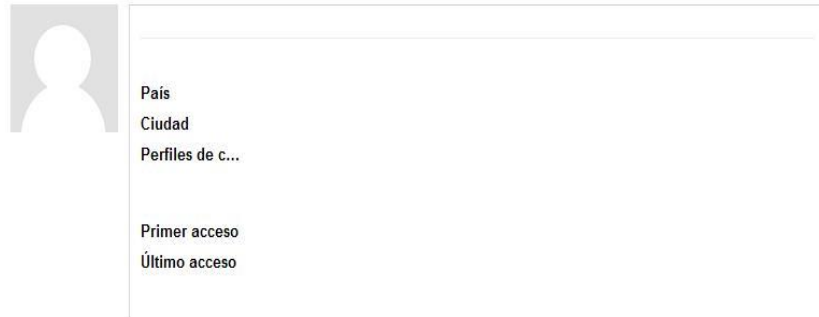 País
Ciudad
Perfiles de c...
Primer acceso
Último acceso